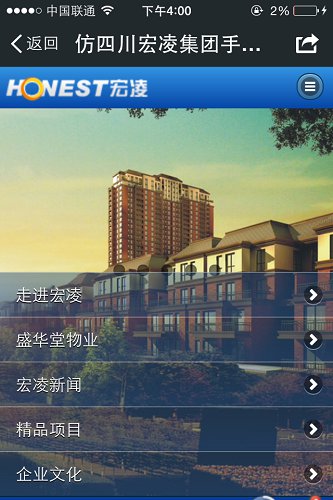 中国联通 下午4:00 2%
返回 仿四川宏凌集团手...
HONEST宏凌
走进宏凌
盛华堂物业
宏凌新闻
精品项目
企业文化